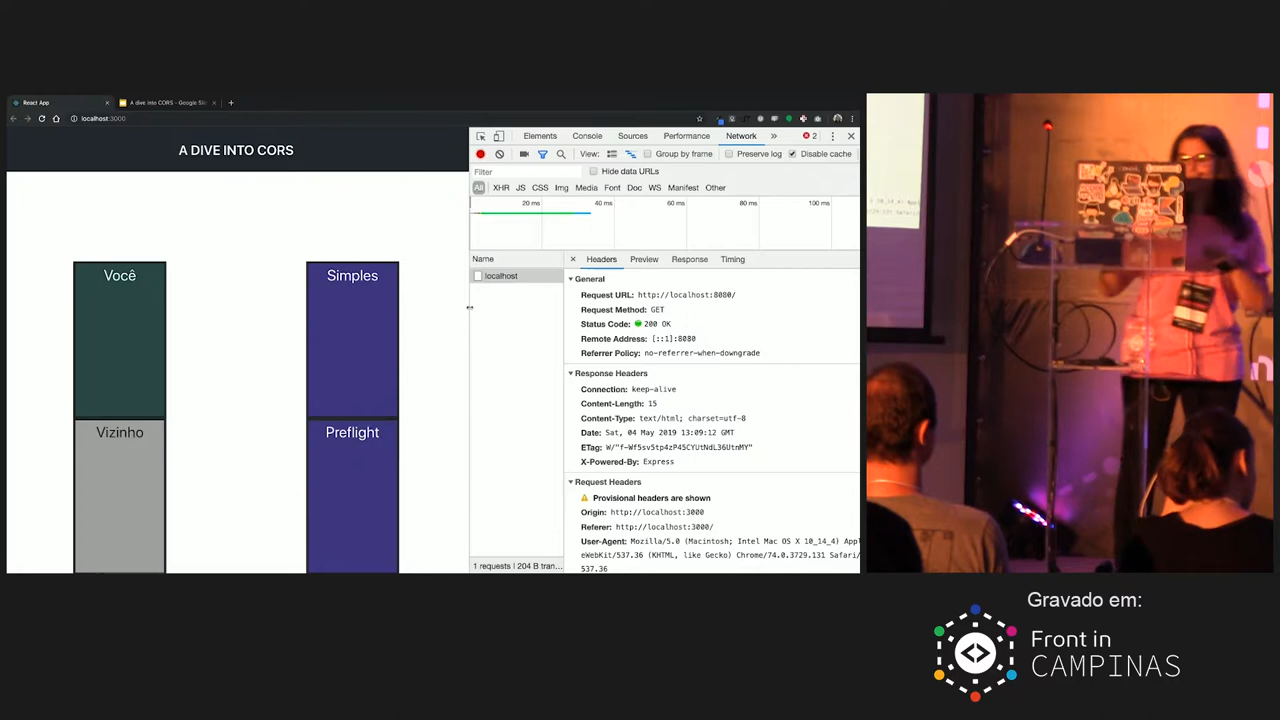 React App
A dive into CORS - Google Sli
localhost:3000
A DIVE INTO CORS
Você
Simples
Vizinho
Preflight
Elements Console Sources Performance Network 2
View: Group by frame Preserve log Disable cache
Filter
Hide data URLs
All XHR JS CSS Img Media Font Doc WS Manifest Other
20 ms 40 ms 60 ms 80 ms 100 ms
Name
localhost
1 requests | 204 B tran...
Headers Preview Response Timing
General
Request URL: http://localhost:8080/
Request Method: GET
Status Code: 200 OK
Remote Address: [::1]:8080
Referrer Policy: no-referrer-when-downgrade
Response Headers
Connection: keep-alive
Content-Length: 15
Content-Type: text/html; charset=utf-8
Date: Sat, 04 May 2019 13:09:12 GMT
ETag: W/"f-Wf5sv5tp4zP45CYUtNdL36UtnMY"
X-Powered-By: Express
Request Headers
Provisional headers are shown
Origin: http://localhost:3000
Referer: http://localhost:3000/
User-Agent: Mozilla/5.0 (Macintosh; Intel Mac OS X 10_14_4) Appl
eWebKit/537.36 (KHTML, like Gecko) Chrome/74.0.3729.131 Safari/
537.36
Gravado em:
Front in
CAMPINAS